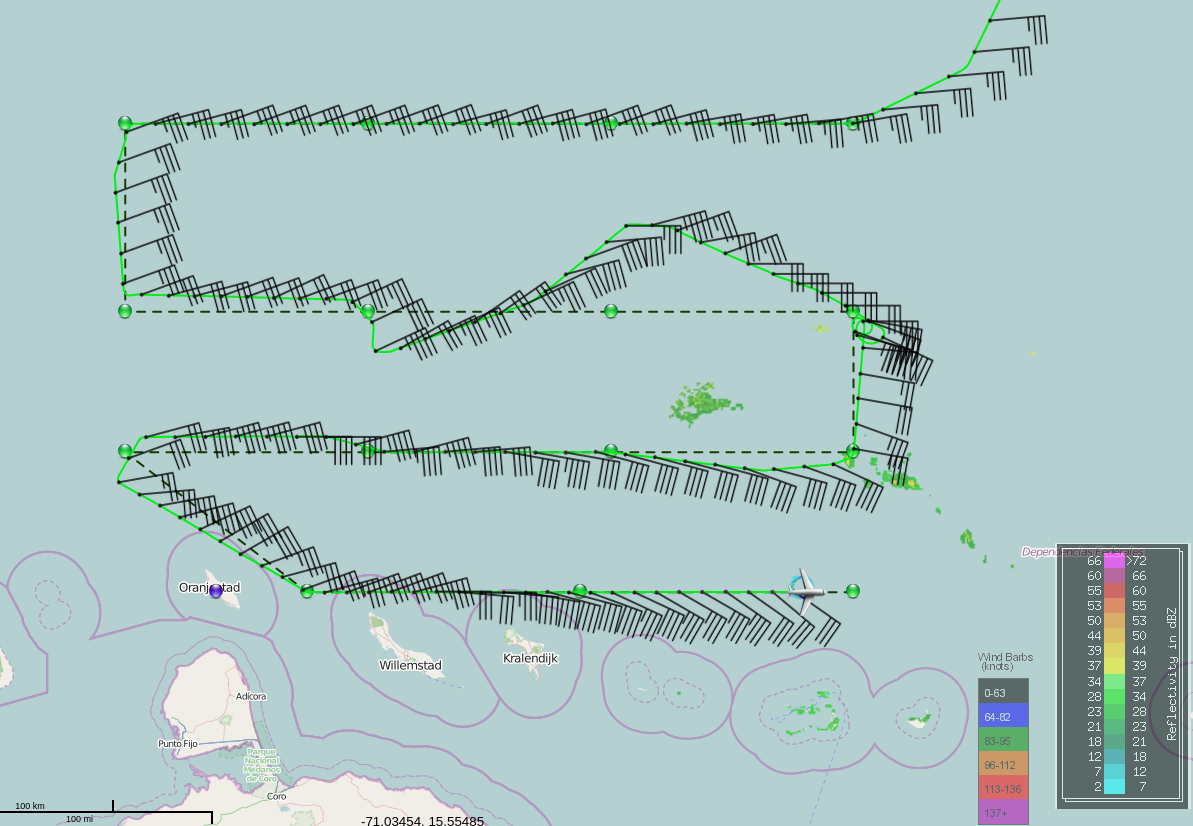 Dependencias Federales
Oranjestad
Willemstad
Kralendijk
Adícora
Punto Fijo
Parque
Nacional
Médanos
de Coro
Coro
100 km
100 mi
-71.03454, 15.55485
Wind Barbs
(knots)
0-63
64-82
83-95
96-112
113-136
137+
66 >72
60 66
55 60
53 55
50 53
44 50
39 44
37 39
34 37
28 34
23 28
21 23
18 21
12 18
7 12
2 7
Reflectivity in dBZ